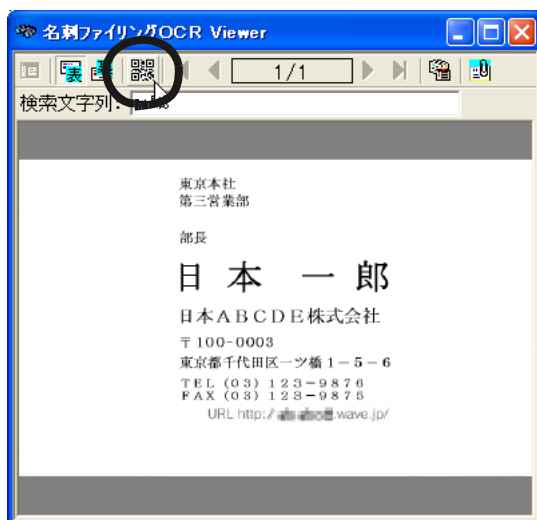 名刺ファイリングOCR Viewer
1/1
検索文字列:
東京本社
第三営業部
部長
日本 一郎
日本ABCDE株式会社
〒100-0003
東京都千代田区一ツ橋1-5-6
TEL (03) 123-9876
FAX (03) 123-9875
URL http:/ .wave.jp/